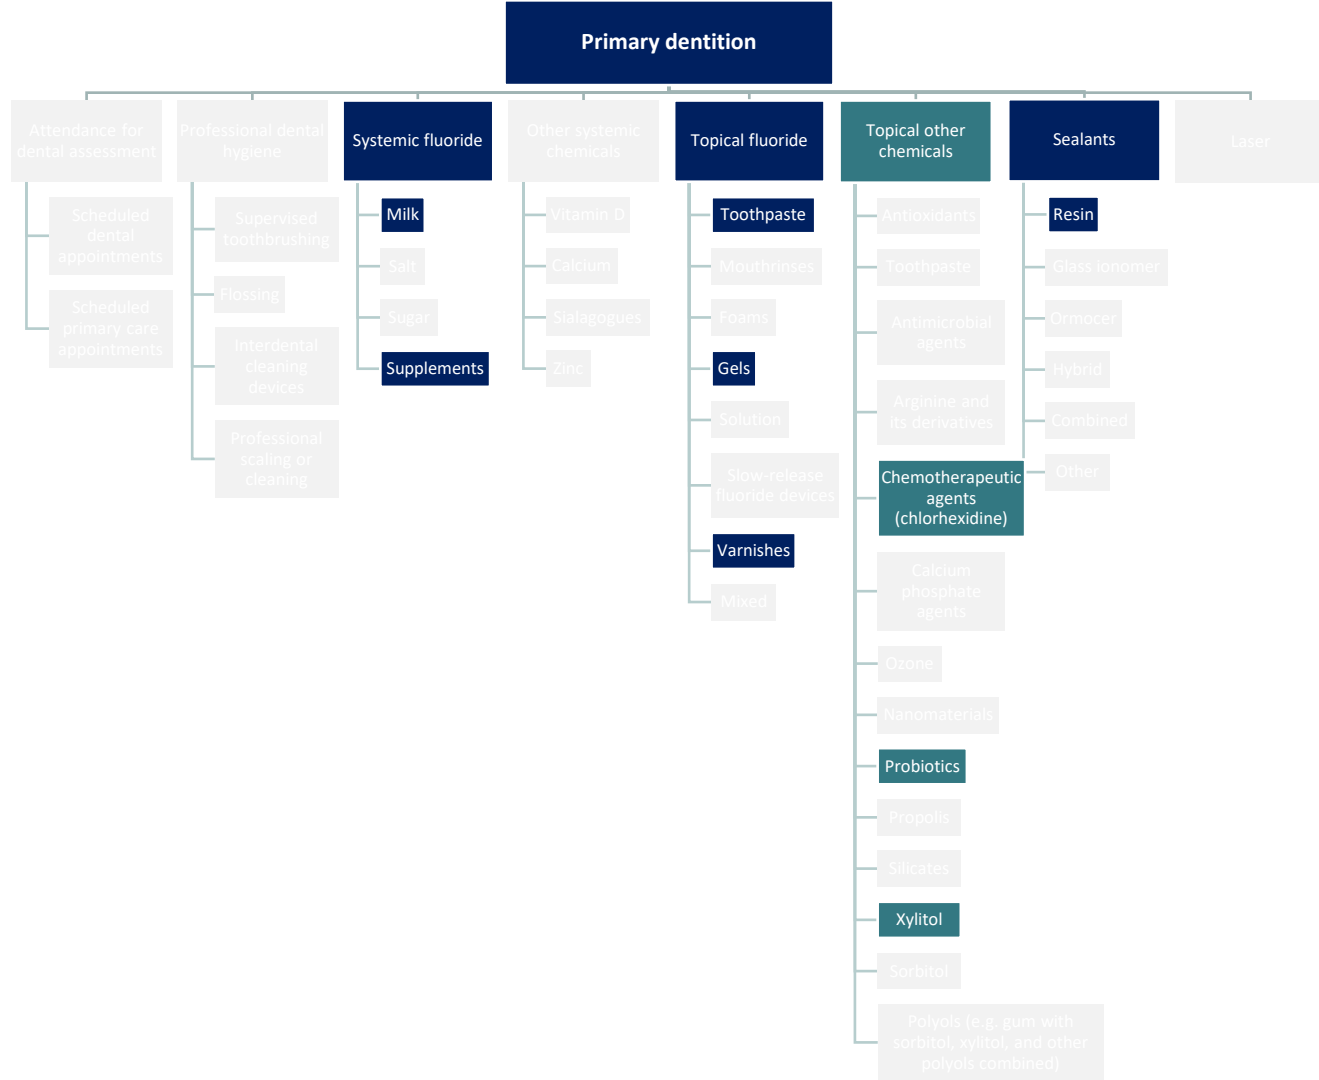 Primary dentition
Attendance for
dental assessment
Scheduled
dental
appointments
Scheduled
primary care
appointments
Professional dental
hygiene
Supervised
toothbrushing
Flossing
Interdental
cleaning
devices
Professional
scaling or
cleaning
Systemic fluoride
Milk
Salt
Sugar
Supplements
Other systemic
chemicals
Vitamin D
Calcium
Sialagogues
Zinc
Topical fluoride
Toothpaste
Mouthrinses
Foams
Gels
Solution
Slow-release
fluoride devices
Varnishes
Mixed
Topical other
chemicals
Antioxidants
Toothpaste
Antimicrobial
agents
Arginine and
its derivatives
Chemotherapeutic
agents
(chlorhexidine)
Calcium
phosphate
agents
Ozone
Nanomaterials
Probiotics
Propolis
Silicates
Xylitol
Sorbitol
Polyols (e.g. gum with
sorbitol, xylitol, and other
polyols combined)
Sealants
Resin
Glass ionomer
Ormocer
Hybrid
Combined
Other
Laser